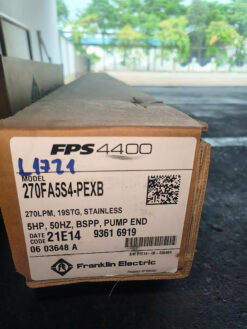 FPS 4400
L1721
MODEL
270FA5S4-PEXB
270LPM, 19STG, STAINLESS
5HP, 50HZ, BSPP, PUMP END
DATE CODE 21E14 9361 6919
06 03648 A
Franklin Electric